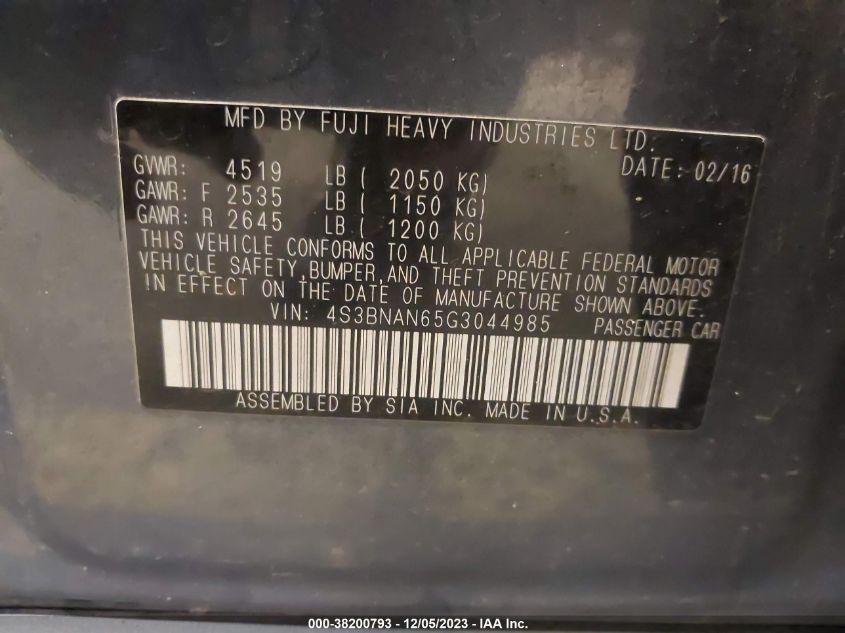 MFD BY FUJI HEAVY INDUSTRIES LTD.
GVWR: 4519 LB ( 2050 KG) DATE: 02/16
GAWR: F 2535 LB ( 1150 KG)
GAWR: R 2645 LB ( 1200 KG)
THIS VEHICLE CONFORMS TO ALL APPLICABLE FEDERAL MOTOR
VEHICLE SAFETY, BUMPER, AND THEFT PREVENTION STANDARDS
IN EFFECT ON THE DATE OF MANUFACTURE SHOWN ABOVE.
VIN: 4S3BNAN65G3044985 PASSENGER CAR
ASSEMBLED BY SIA INC. MADE IN U.S.A.
000-38200793 - 12/05/2023 - IAA Inc.